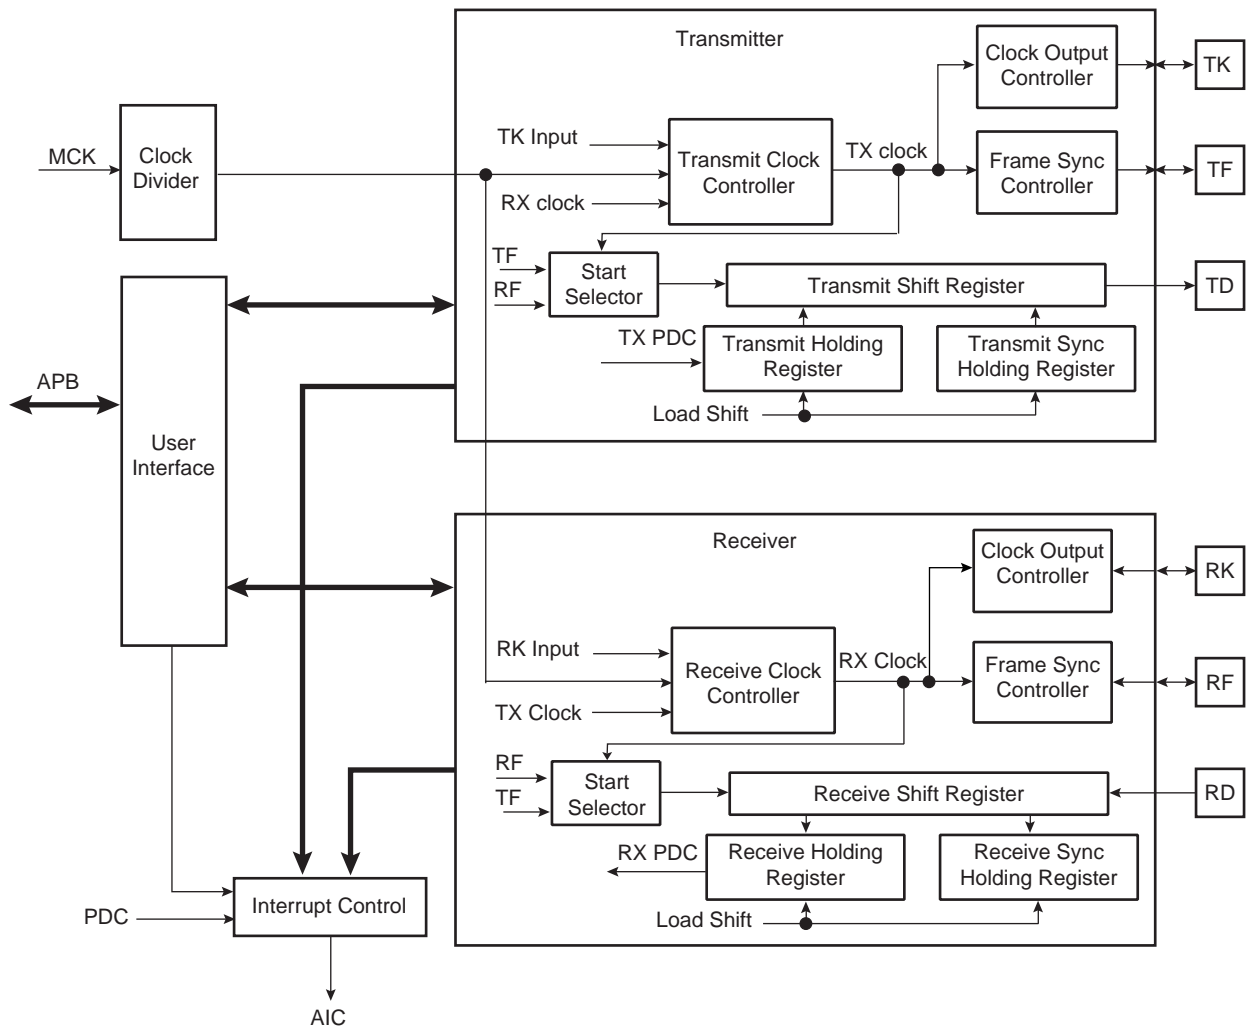 Transmitter
Clock Output
Controller
TK
MCK
Clock
Divider
TK Input
Transmit Clock
Controller
TX clock
Frame Sync
Controller
TF
RX clock
TF
RF
Start
Selector
Transmit Shift Register
TD
TX PDC
Transmit Holding
Register
Transmit Sync
Holding Register
Load Shift
APB
User
Interface
Receiver
Clock Output
Controller
RK
RK Input
Receive Clock
Controller
RX Clock
Frame Sync
Controller
RF
TX Clock
RF
TF
Start
Selector
Receive Shift Register
RD
RX PDC
Receive Holding
Register
Receive Sync
Holding Register
Load Shift
PDC
Interrupt Control
AIC